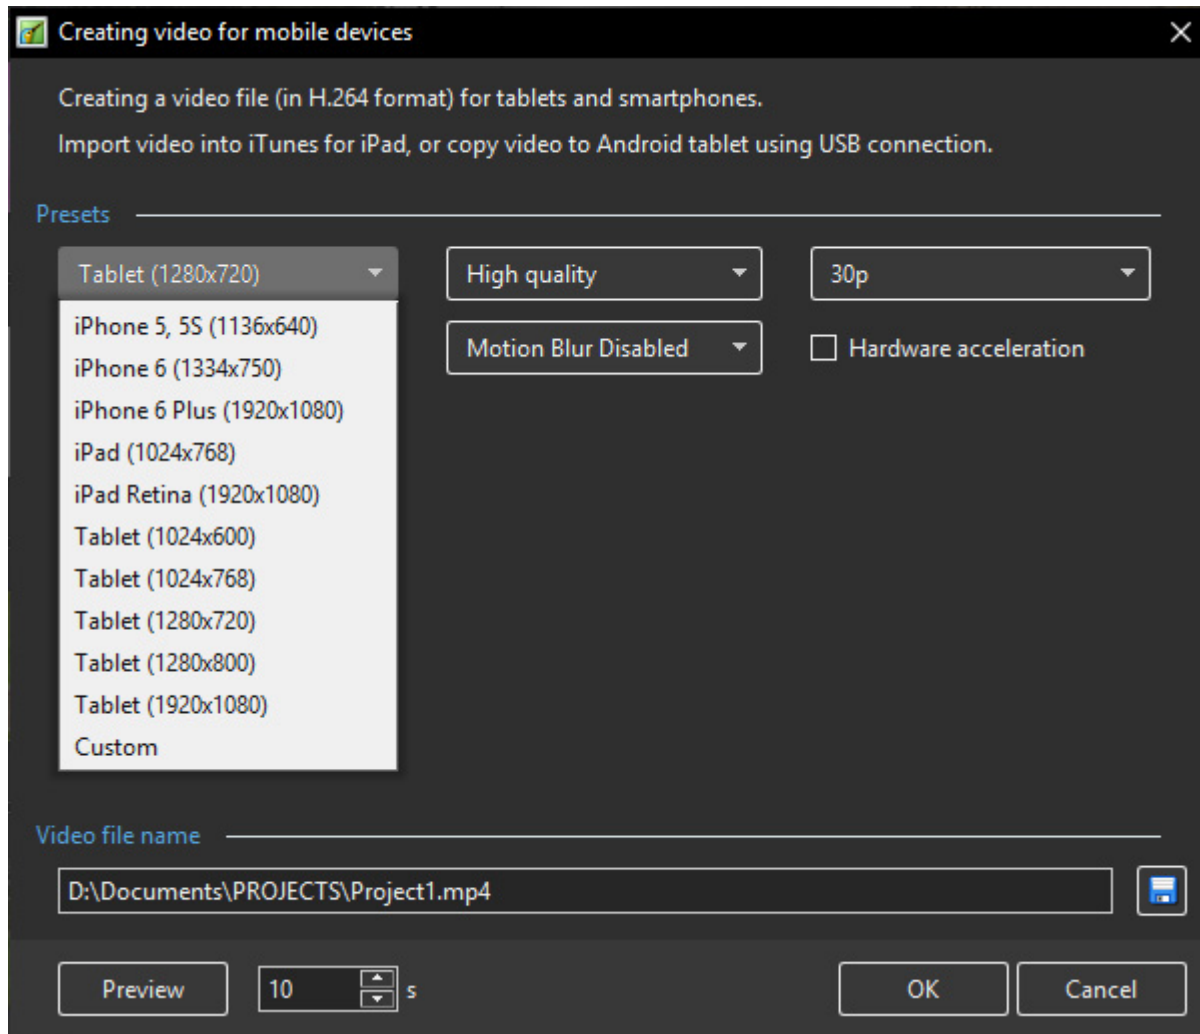 Creating video for mobile devices
Creating a video file (in H.264 format) for tablets and smartphones.
Import video into iTunes for iPad, or copy video to Android tablet using USB connection.
Presets
Tablet (1280x720)
High quality
30p
iPhone 5, 5S (1136x640)
iPhone 6 (1334x750)
iPhone 6 Plus (1920x1080)
iPad (1024x768)
iPad Retina (1920x1080)
Tablet (1024x600)
Tablet (1024x768)
Tablet (1280x720)
Tablet (1280x800)
Tablet (1920x1080)
Custom
Motion Blur Disabled
Hardware acceleration
Video file name
D:\Documents\PROJECTS\Project1.mp4
Preview
10
s
OK
Cancel